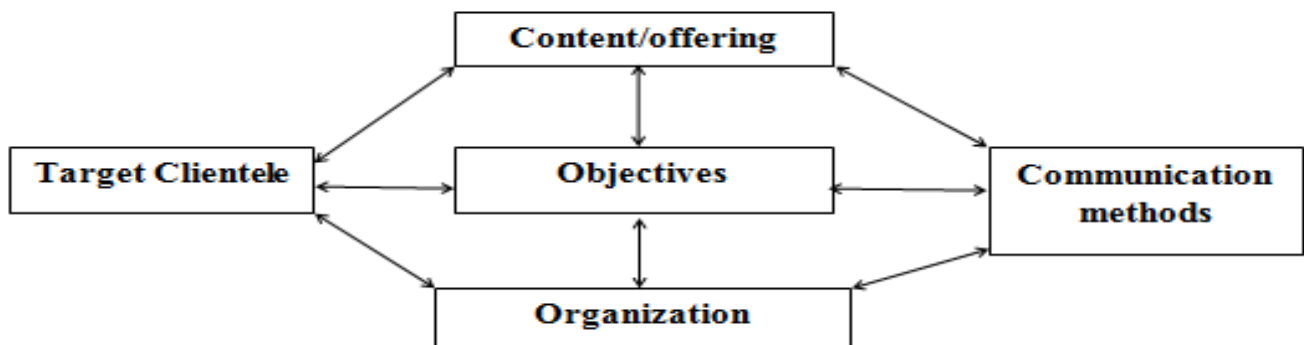 Content/offering
Target Clientele
Objectives
Communication
methods
Organization